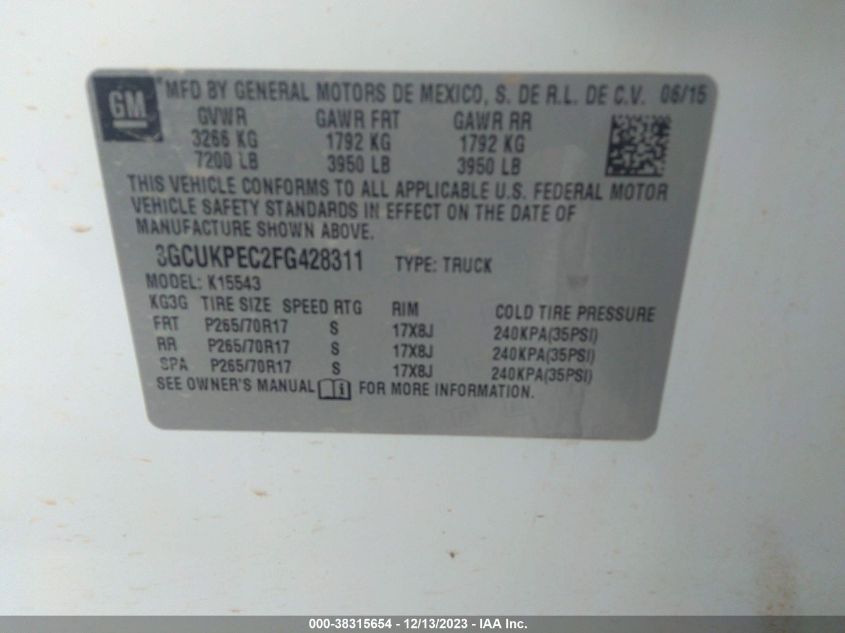 GM
MFD BY GENERAL MOTORS DE MEXICO, S. DE R.L. DE C.V. 06/15
GVWR GAWR FRT GAWR RR
3266 KG 1792 KG 1792 KG
7200 LB 3950 LB 3950 LB
THIS VEHICLE CONFORMS TO ALL APPLICABLE U.S. FEDERAL MOTOR
VEHICLE SAFETY STANDARDS IN EFFECT ON THE DATE OF
MANUFACTURE SHOWN ABOVE.
3GCUKPEC2FG428311 TYPE: TRUCK
MODEL: K15543
KG3G TIRE SIZE SPEED RTG RIM COLD TIRE PRESSURE
FRT P265/70R17 S 17X8J 240KPA(35PSI)
RR P265/70R17 S 17X8J 240KPA(35PSI)
SPA P265/70R17 S 17X8J 240KPA(35PSI)
SEE OWNER'S MANUAL FOR MORE INFORMATION.
000-38315654 - 12/13/2023 - IAA Inc.